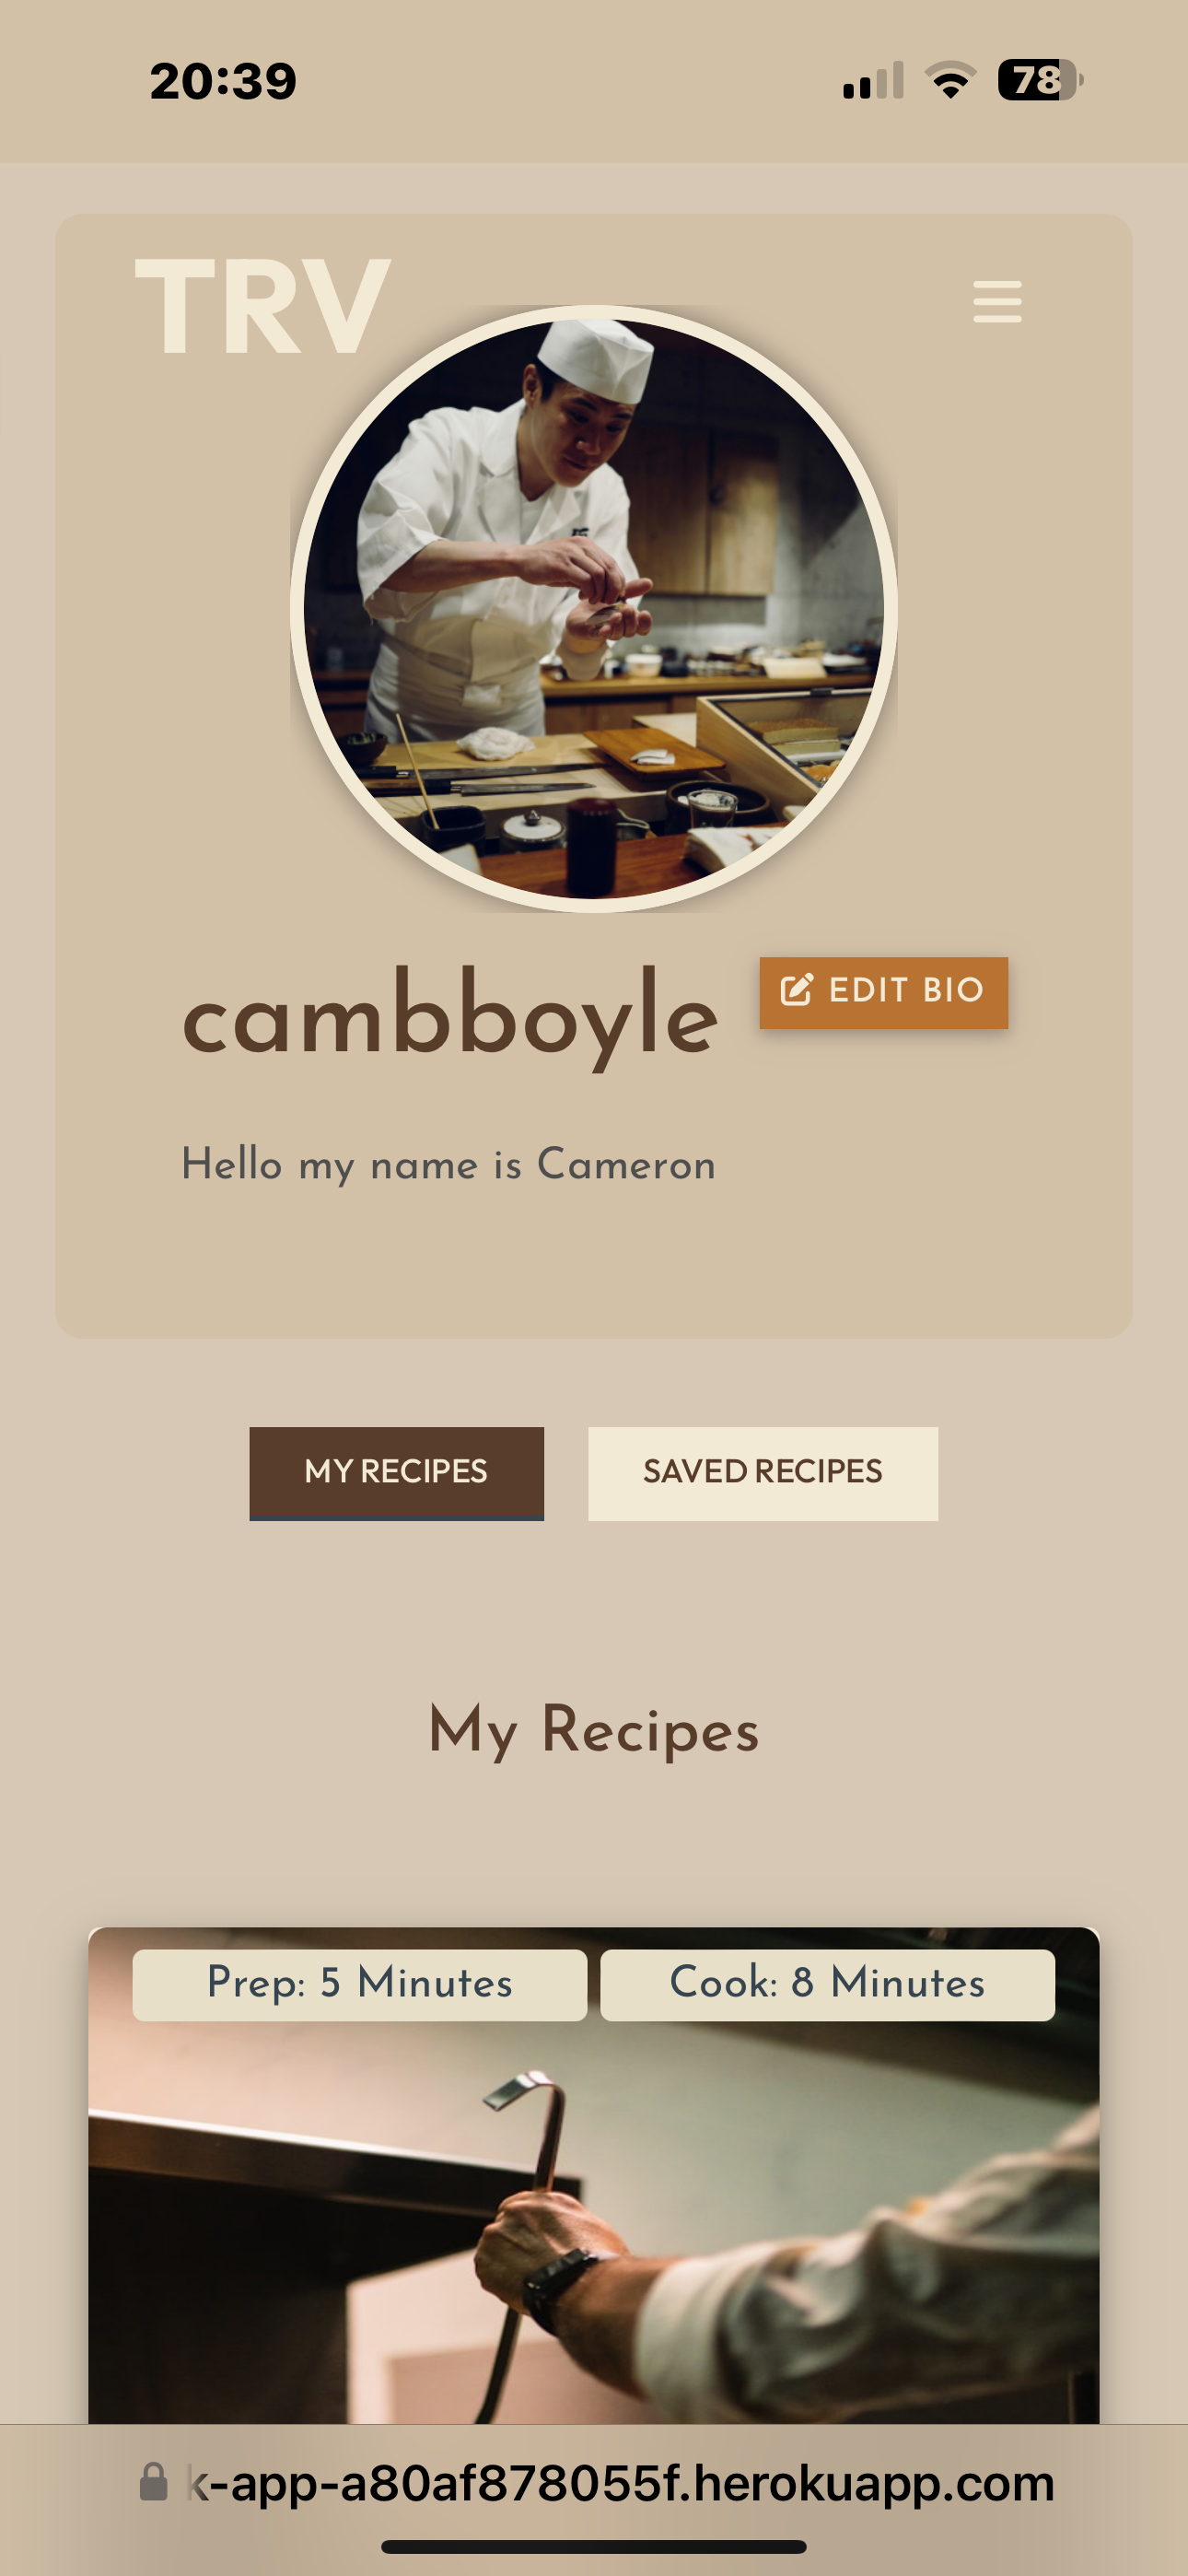 20:39
78
TRV
cambboyle
EDIT BIO
Hello my name is Cameron
MY RECIPES
SAVED RECIPES
My Recipes
Prep: 5 Minutes
Cook: 8 Minutes
k-app-a80af878055f.herokuapp.com